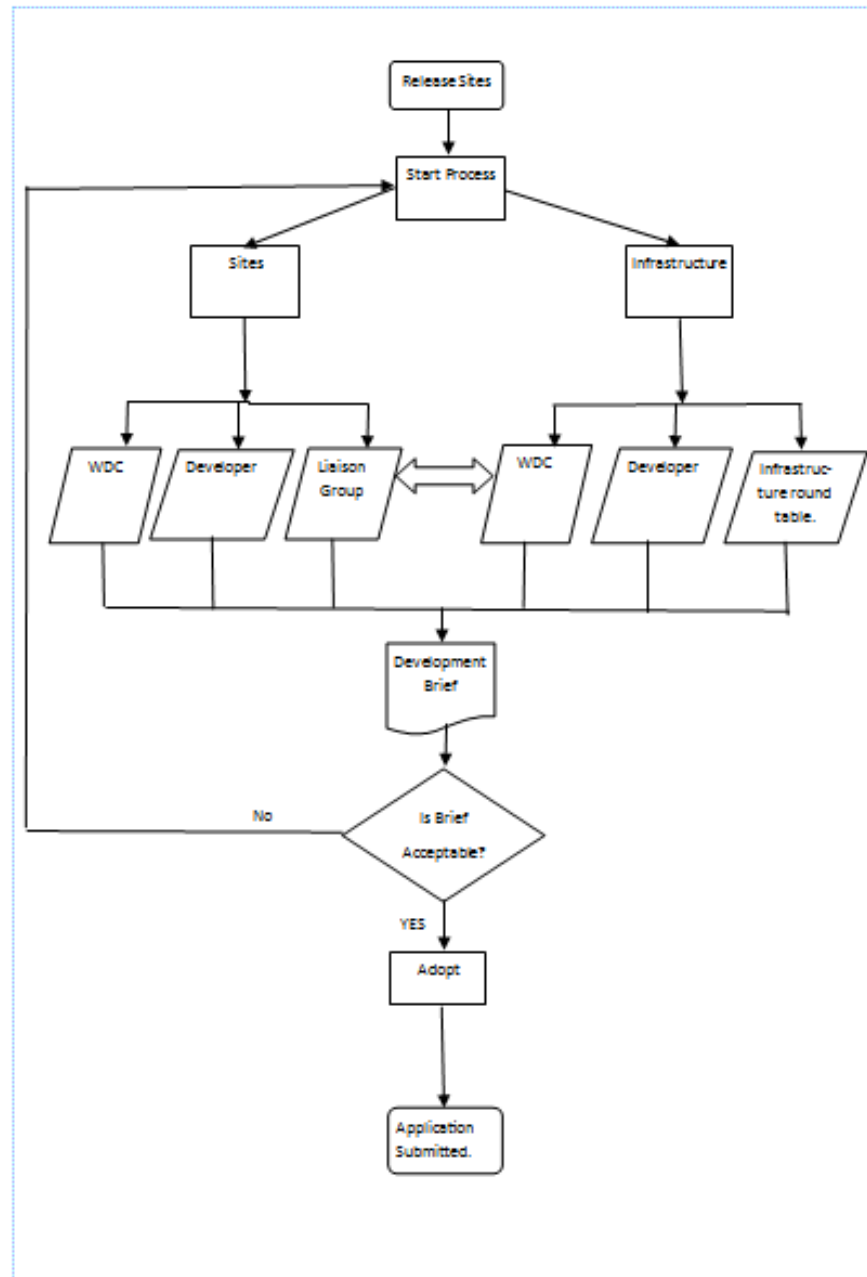 Release Sites
Start Process
Sites
Infrastructure
WDC
Developer
Liaison
Group
WDC
Developer
Infrastruc-
ture round
table.
Development
Brief
Is Brief
Acceptable?
No
YES
Adopt
Application
Submitted.